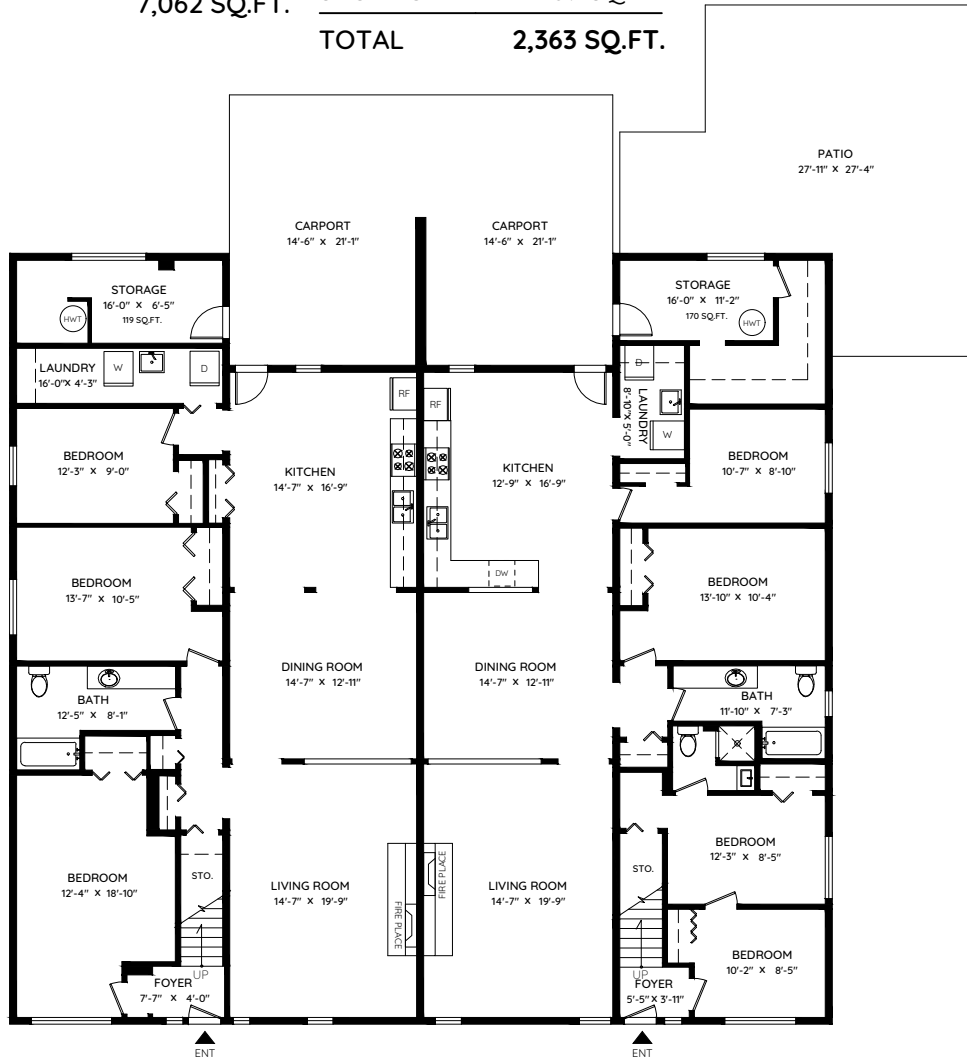 7,062 SQ.FT.
TOTAL 2,363 SQ.FT.
PATIO
27'-11" X 27'-4"
CARPORT
14'-6" X 21'-1"
CARPORT
14'-6" X 21'-1"
STORAGE
16'-0" X 6'-5"
119 SQ.FT.
HWT
STORAGE
16'-0" X 11'-2"
170 SQ.FT.
HWT
LAUNDRY
16'-0"X 4'-3"
W
D
RF
RF
D
LAUNDRY
8'-10"X 5'-0"
W
BEDROOM
12'-3" X 9'-0"
KITCHEN
14'-7" X 16'-9"
KITCHEN
12'-9" X 16'-9"
BEDROOM
10'-7" X 8'-10"
DW
BEDROOM
13'-7" X 10'-5"
BEDROOM
13'-10" X 10'-4"
DINING ROOM
14'-7" X 12'-11"
DINING ROOM
14'-7" X 12'-11"
BATH
12'-5" X 8'-1"
BATH
11'-10" X 7'-3"
BEDROOM
12'-4" X 18'-10"
STO.
LIVING ROOM
14'-7" X 19'-9"
FIRE PLACE
FIRE PLACE
LIVING ROOM
14'-7" X 19'-9"
STO.
BEDROOM
12'-3" X 8'-5"
BEDROOM
10'-2" X 8'-5"
UP
FOYER
7'-7" X 4'-0"
UP
FOYER
5'-5"X 3'-11"
ENT
ENT